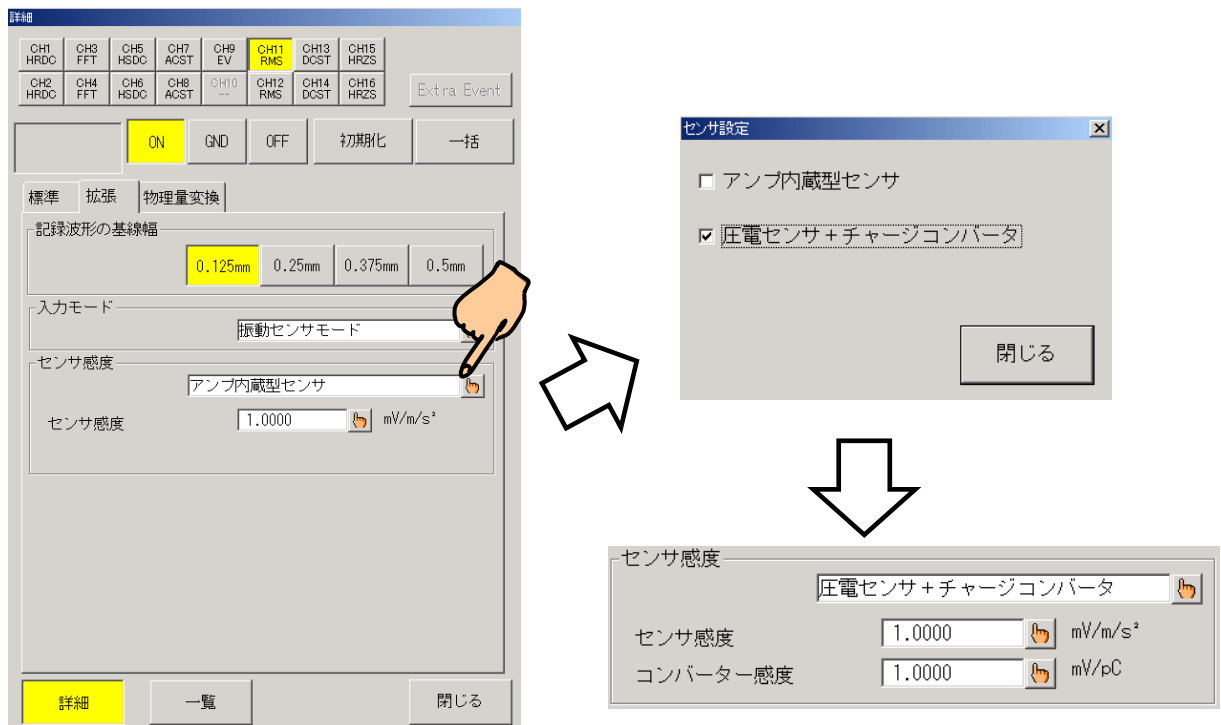 詳細
CH1 CH3 CH5 CH7 CH9 CH11 CH13 CH15
HRDC FFT HSDC ACST EV RMS DCST HRZS
CH2 CH4 CH6 CH8 CH10 CH12 CH14 CH16
HRDC FFT HSDC ACST -- RMS DCST HRZS
Extra Event
ON GND OFF 初期化 一括
標準 拡張 物理量変換
記録波形の基線幅
0.125mm 0.25mm 0.375mm 0.5mm
入力モード
振動センサモード
センサ感度
アンプ内蔵型センサ
センサ感度 1.0000 mV/m/s²
詳細 一覧 閉じる
センサ設定
アンプ内蔵型センサ
圧電センサ+チャージコンバータ
閉じる
センサ感度
圧電センサ+チャージコンバータ
センサ感度 1.0000 mV/m/s²
コンバーター感度 1.0000 mV/pC